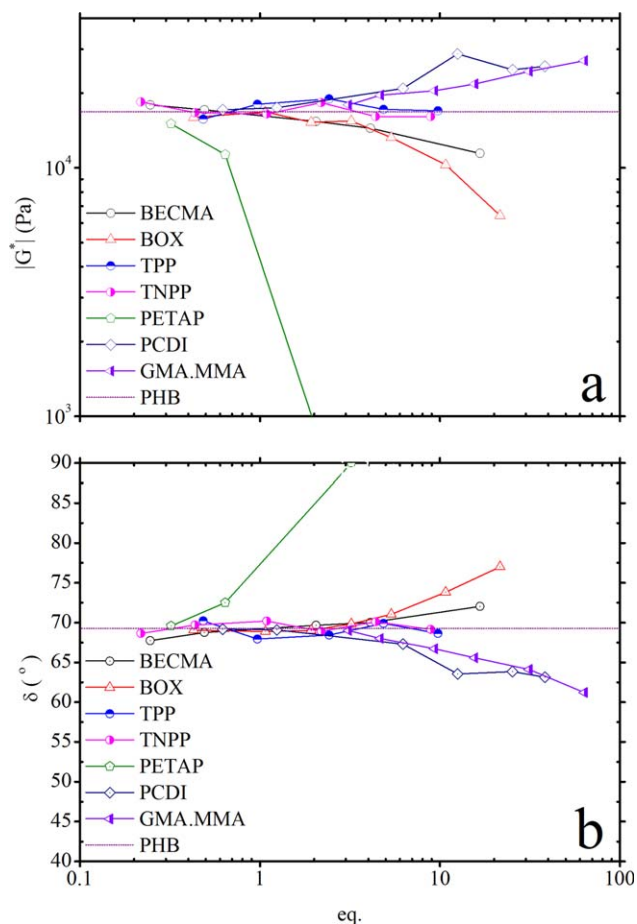 a
10⁴
|G*| (Pa)
BECMA
BOX
TPP
TNPP
PETAP
PCDI
GMA.MMA
PHB
10³
b
90
85
80
75
70
65
60
55
50
45
40
δ (°)
BECMA
BOX
TPP
TNPP
PETAP
PCDI
GMA.MMA
PHB
0.1 1 10 100
eq.